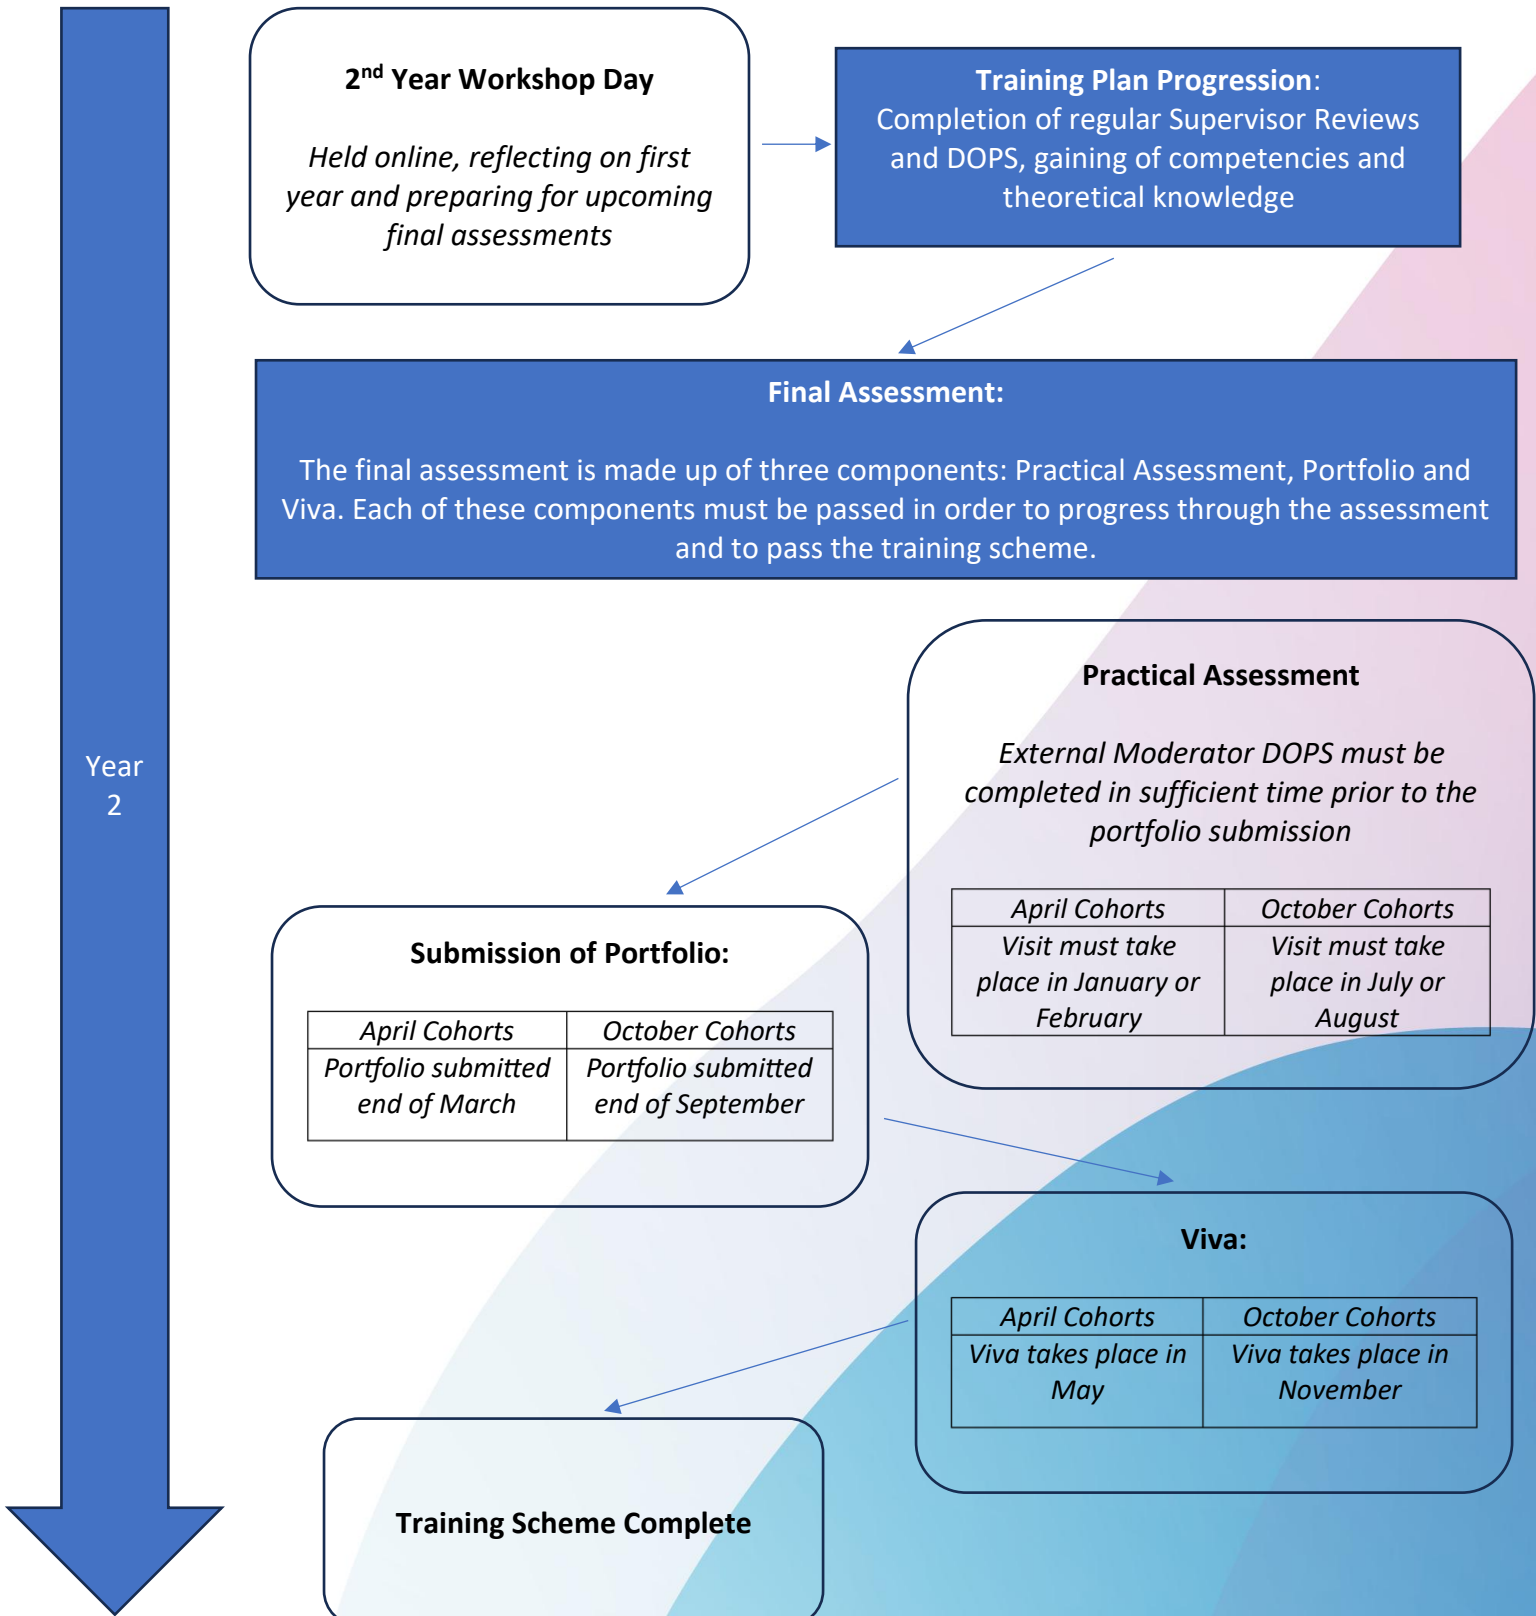 2nd Year Workshop Day
Held online, reflecting on first
year and preparing for upcoming
final assessments
Training Plan Progression:
Completion of regular Supervisor Reviews
and DOPS, gaining of competencies and
theoretical knowledge
Final Assessment:
The final assessment is made up of three components: Practical Assessment, Portfolio and
Viva. Each of these components must be passed in order to progress through the assessment
and to pass the training scheme.
Year
2
Practical Assessment
External Moderator DOPS must be
completed in sufficient time prior to the
portfolio submission
April Cohorts
October Cohorts
Visit must take
place in January or
February
Visit must take
place in July or
August
Submission of Portfolio:
April Cohorts
October Cohorts
Portfolio submitted
end of March
Portfolio submitted
end of September
Viva:
April Cohorts
October Cohorts
Viva takes place in
May
Viva takes place in
November
Training Scheme Complete